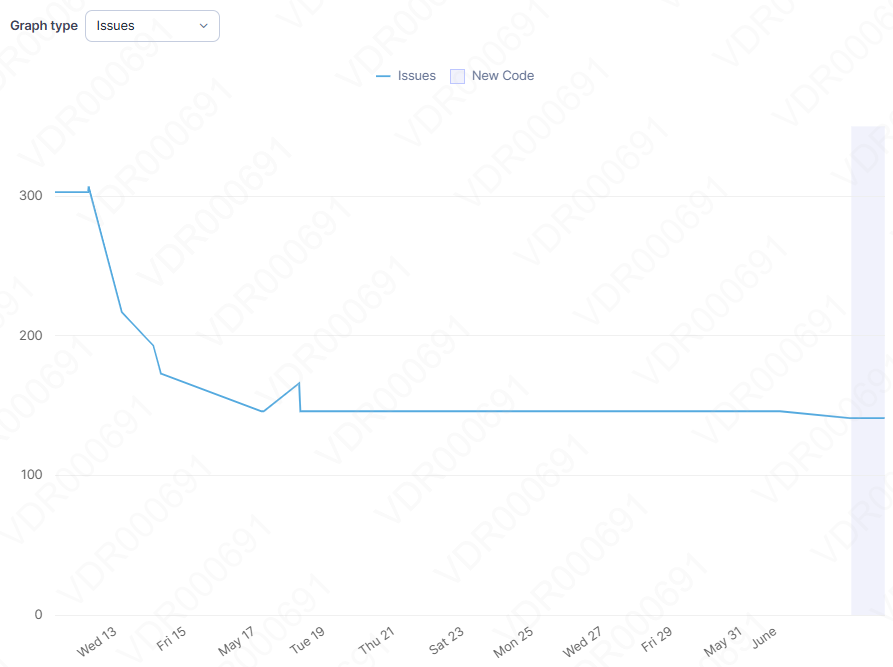 Graph type Issues
Issues New Code
300
200
100
0
Wed 13 Fri 15 May 17 Tue 19 Thu 21 Sat 23 Mon 25 Wed 27 Fri 29 May 31 June
VDR000691